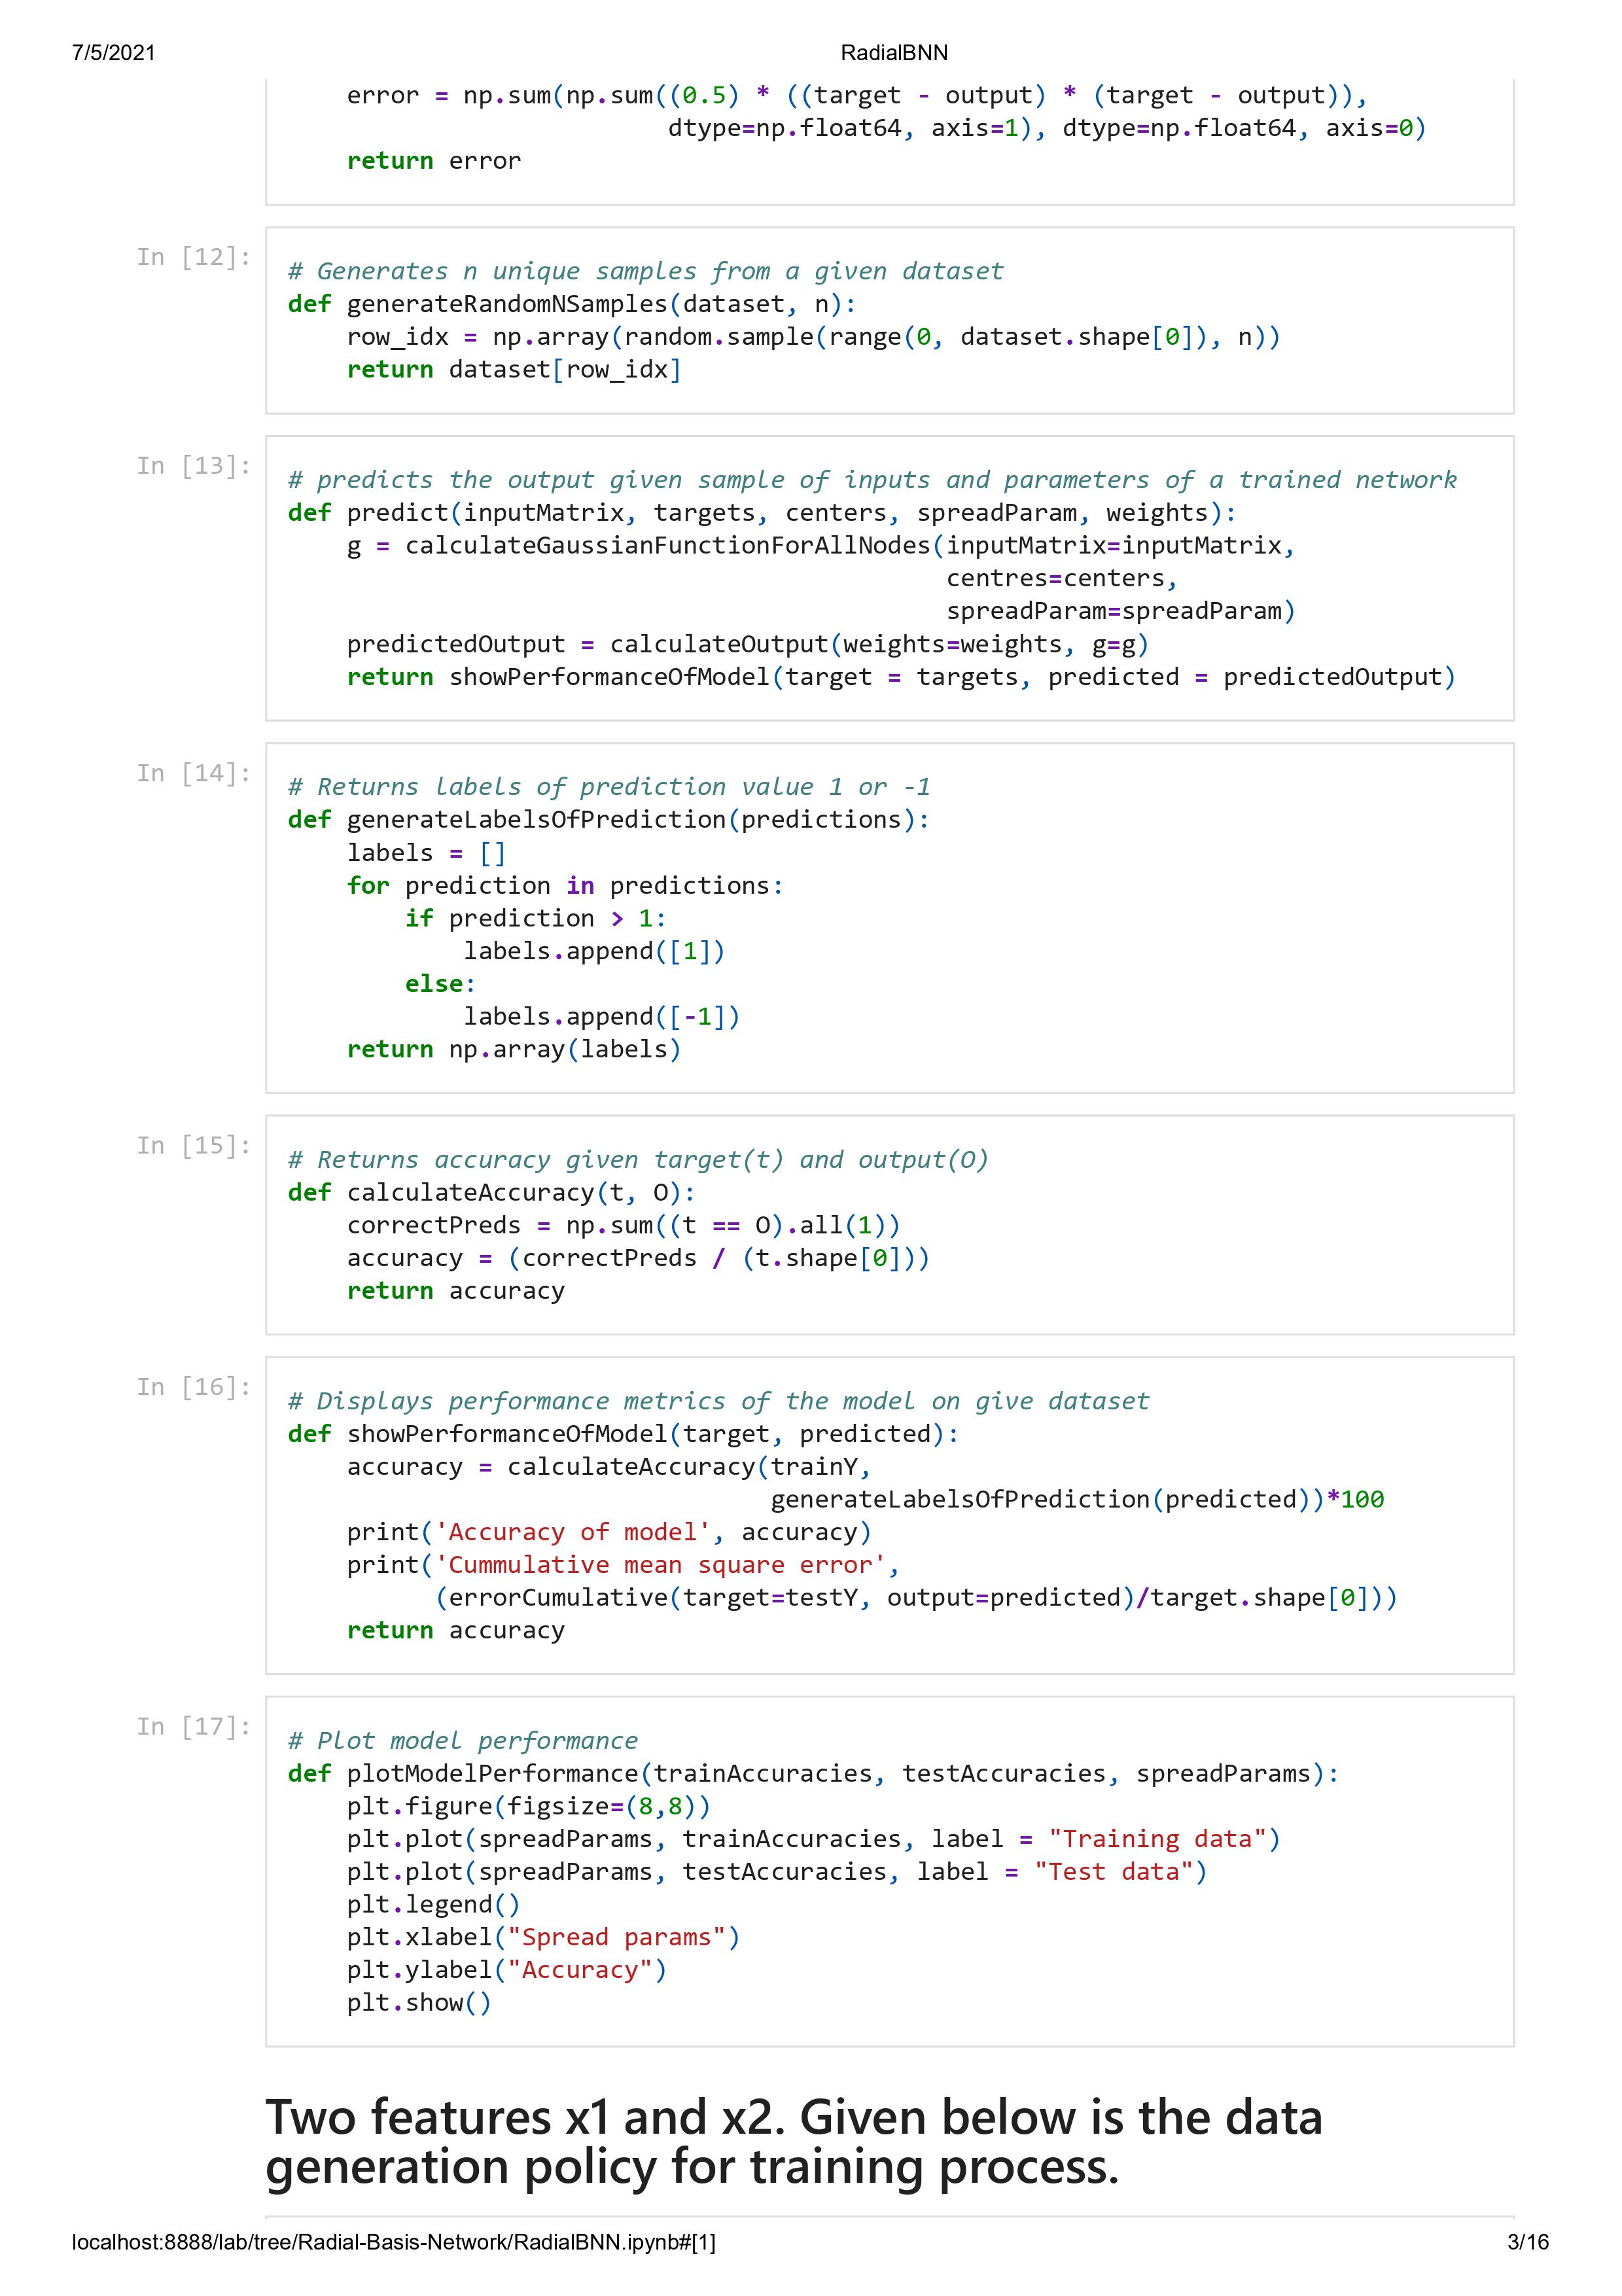 7/5/2021 RadialBNN
error = np.sum(np.sum((0.5) * ((target - output) * (target - output)),
dtype=np.float64, axis=1), dtype=np.float64, axis=0)
return error
In [12]:
# Generates n unique samples from a given dataset
def generateRandomNSamples(dataset, n):
row_idx = np.array(random.sample(range(0, dataset.shape[0]), n))
return dataset[row_idx]
In [13]:
# predicts the output given sample of inputs and parameters of a trained network
def predict(inputMatrix, targets, centers, spreadParam, weights):
g = calculateGaussianFunctionForAllNodes(inputMatrix=inputMatrix,
centres=centers,
spreadParam=spreadParam)
predictedOutput = calculateOutput(weights=weights, g=g)
return showPerformanceOfModel(target = targets, predicted = predictedOutput)
In [14]:
# Returns labels of prediction value 1 or -1
def generateLabelsOfPrediction(predictions):
labels = []
for prediction in predictions:
if prediction > 1:
labels.append([1])
else:
labels.append([-1])
return np.array(labels)
In [15]:
# Returns accuracy given target(t) and output(O)
def calculateAccuracy(t, O):
correctPreds = np.sum((t == O).all(1))
accuracy = (correctPreds / (t.shape[0]))
return accuracy
In [16]:
# Displays performance metrics of the model on give dataset
def showPerformanceOfModel(target, predicted):
accuracy = calculateAccuracy(trainY,
generateLabelsOfPrediction(predicted))*100
print('Accuracy of model', accuracy)
print('Cummulative mean square error',
(errorCumulative(target=testY, output=predicted)/target.shape[0]))
return accuracy
In [17]:
# Plot model performance
def plotModelPerformance(trainAccuracies, testAccuracies, spreadParams):
plt.figure(figsize=(8,8))
plt.plot(spreadParams, trainAccuracies, label = "Training data")
plt.plot(spreadParams, testAccuracies, label = "Test data")
plt.legend()
plt.xlabel("Spread params")
plt.ylabel("Accuracy")
plt.show()
Two features x1 and x2. Given below is the data
generation policy for training process.
localhost:8888/lab/tree/Radial-Basis-Network/RadialBNN.ipynb#[1] 3/16